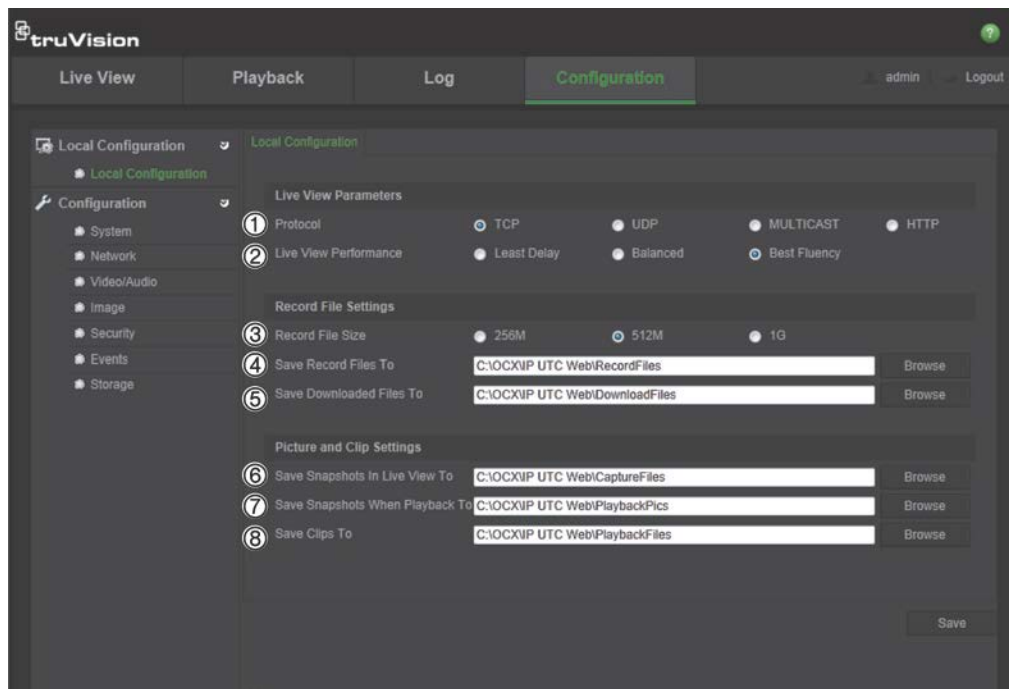 truVision
?
Live View Playback Log Configuration admin Logout
Local Configuration
Local Configuration
Configuration
System
Network
Video/Audio
Image
Security
Events
Storage
Local Configuration
Live View Parameters
① Protocol TCP UDP MULTICAST HTTP
② Live View Performance Least Delay Balanced Best Fluency
Record File Settings
③ Record File Size 256M 512M 1G
④ Save Record Files To C:\OCX\IP UTC Web\RecordFiles Browse
⑤ Save Downloaded Files To C:\OCX\IP UTC Web\DownloadFiles Browse
Picture and Clip Settings
⑥ Save Snapshots In Live View To C:\OCX\IP UTC Web\CaptureFiles Browse
⑦ Save Snapshots When Playback To C:\OCX\IP UTC Web\PlaybackPics Browse
⑧ Save Clips To C:\OCX\IP UTC Web\PlaybackFiles Browse
Save